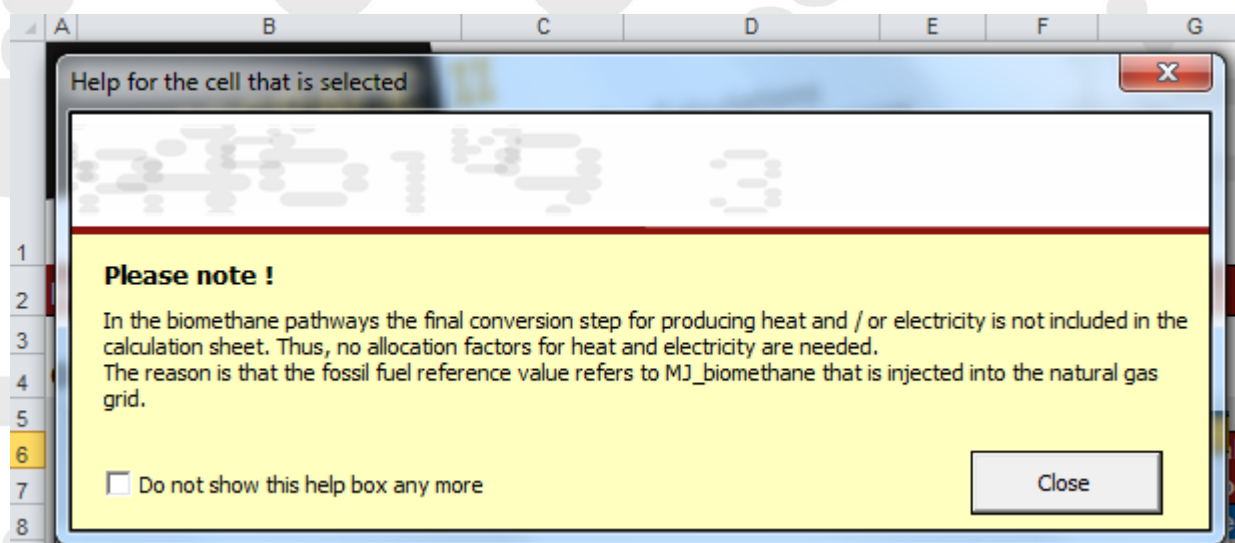 A B C D E F G
Help for the cell that is selected
1
Please note !
2
In the biomethane pathways the final conversion step for producing heat and / or electricity is not included in the
3
calculation sheet. Thus, no allocation factors for heat and electricity are needed.
4
The reason is that the fossil fuel reference value refers to MJ_biomethane that is injected into the natural gas
grid.
5
6
7
Do not show this help box any more
Close
8